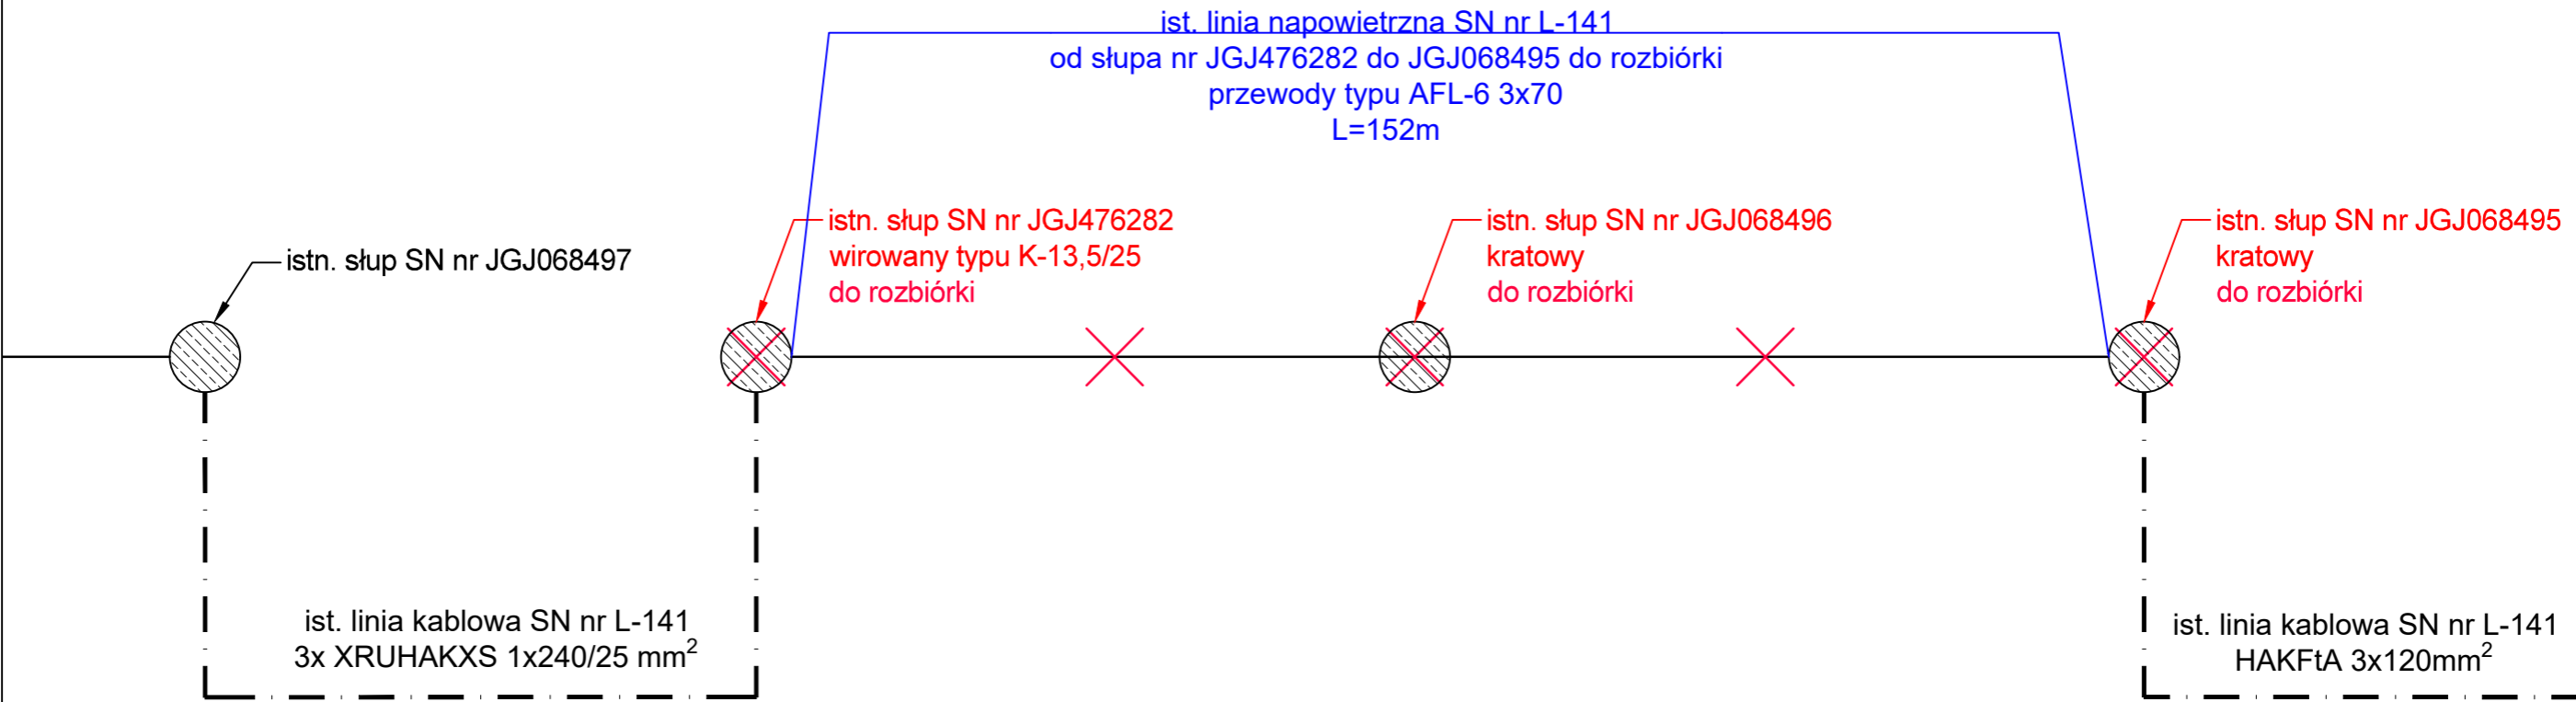 ist. linia napowietrzna SN nr L-141
od słupa nr JGJ476282 do JGJ068495 do rozbiórki
przewody typu AFL-6 3x70
L=152m
istn. słup SN nr JGJ068497
istn. słup SN nr JGJ476282
wirowany typu K-13,5/25
do rozbiórki
istn. słup SN nr JGJ068496
kratowy
do rozbiórki
istn. słup SN nr JGJ068495
kratowy
do rozbiórki
ist. linia kablowa SN nr L-141
3x XRUHAKXS 1x240/25 mm²
ist. linia kablowa SN nr L-141
HAKFtA 3x120mm²